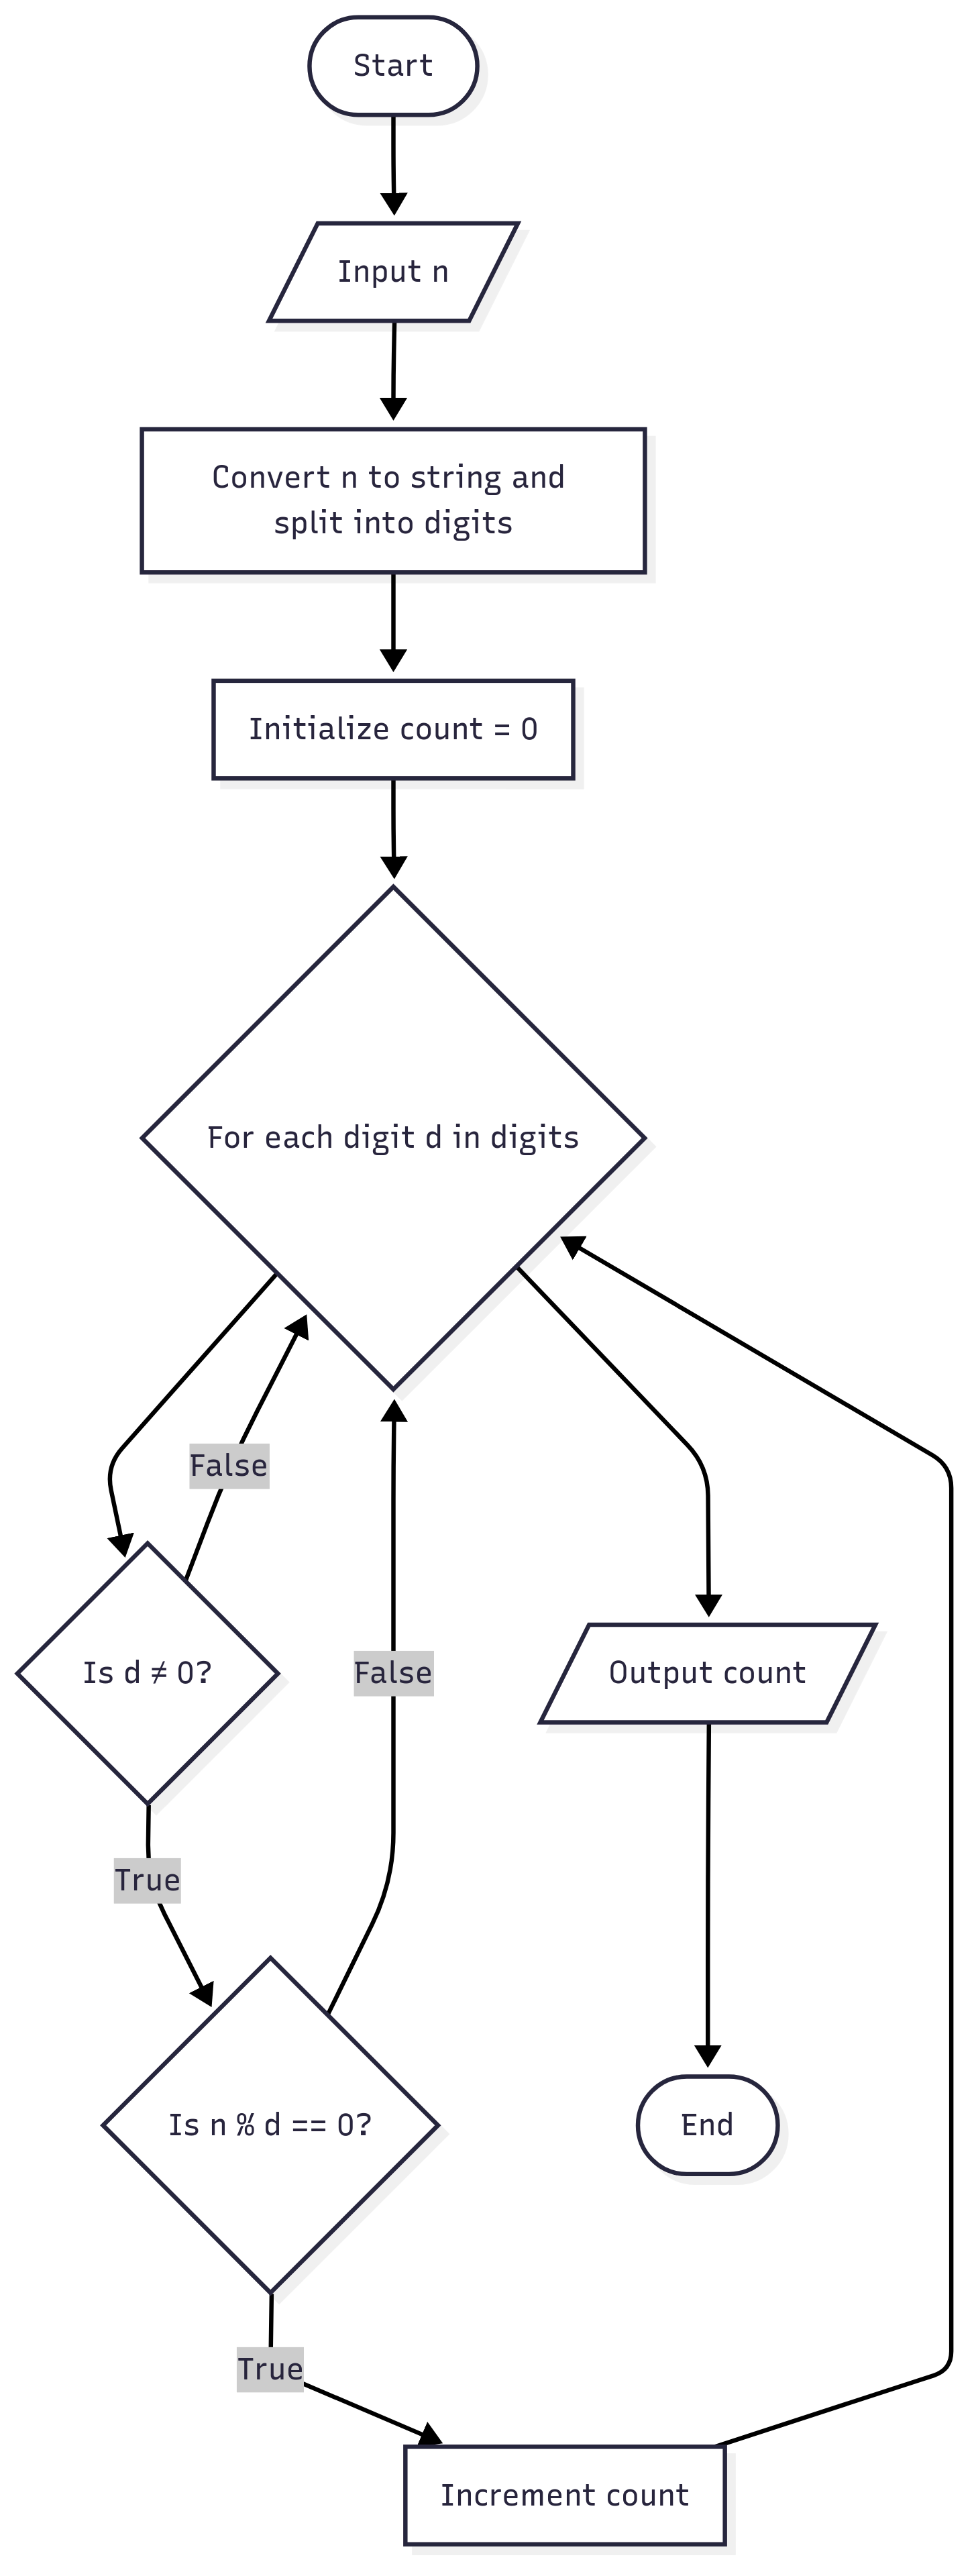 Start
Input n
Convert n to string and
split into digits
Initialize count = 0
For each digit d in digits
False
Is d ≠ 0?
False
Output count
True
Is n % d == 0?
End
True
Increment count